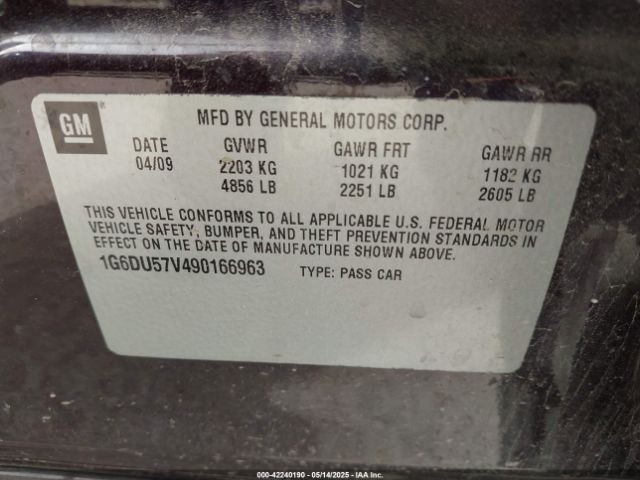 GM
MFD BY GENERAL MOTORS CORP.
DATE GVWR GAWR FRT GAWR RR
04/09 2203 KG 1021 KG 1182 KG
4856 LB 2251 LB 2605 LB
THIS VEHICLE CONFORMS TO ALL APPLICABLE U.S. FEDERAL MOTOR
VEHICLE SAFETY, BUMPER, AND THEFT PREVENTION STANDARDS IN
EFFECT ON THE DATE OF MANUFACTURE SHOWN ABOVE.
1G6DU57V490166963 TYPE: PASS CAR
000-42240190 - 05/14/2025 - IAA Inc.